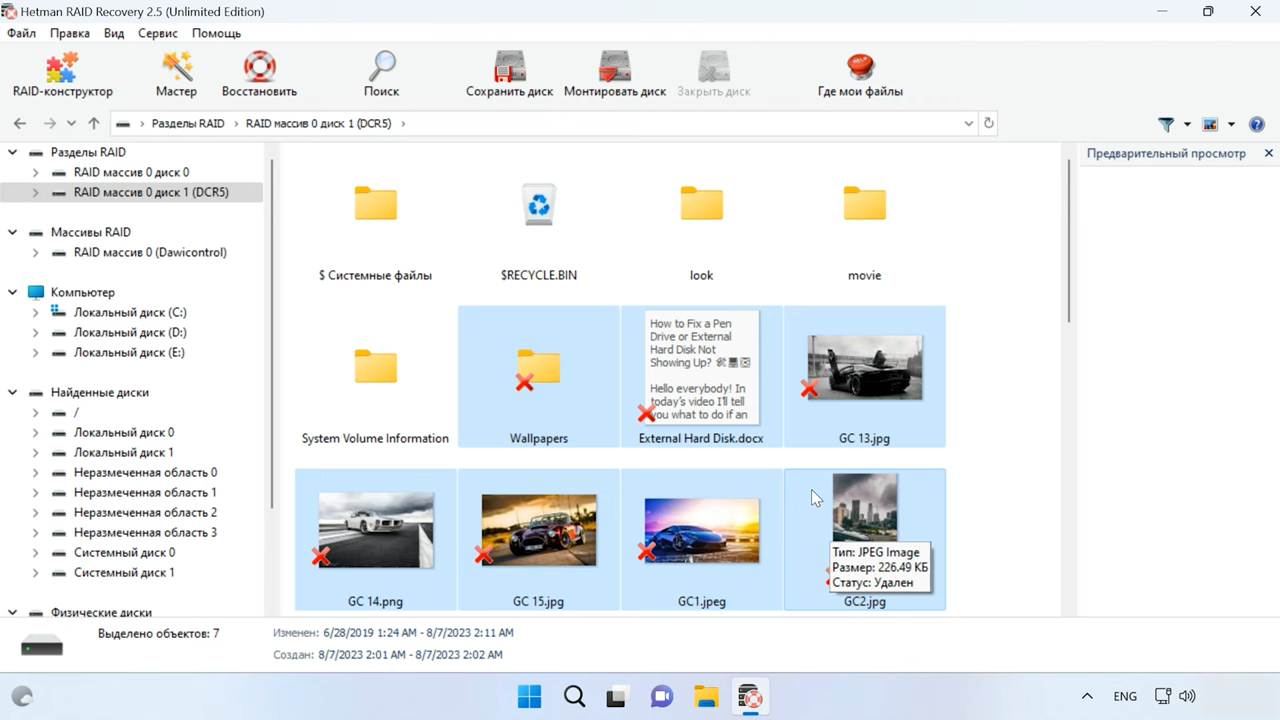 Hetman RAID Recovery 2.5 (Unlimited Edition)
Файл Правка Вид Сервис Помощь
RAID-конструктор Мастер Восстановить Поиск Сохранить диск Монтировать диск Закрыть диск Где мои файлы
Разделы RAID RAID массив 0 диск 1 (DCR5)
Разделы RAID
RAID массив 0 диск 0
RAID массив 0 диск 1 (DCR5)
Массивы RAID
RAID массив 0 (Dawicontrol)
Компьютер
Локальный диск (C:)
Локальный диск (D:)
Локальный диск (E:)
Найденные диски
/
Локальный диск 0
Локальный диск 1
Неразмеченная область 0
Неразмеченная область 1
Неразмеченная область 2
Неразмеченная область 3
Системный диск 0
Системный диск 1
Физические диски
$ Системные файлы $RECYCLE.BIN look movie
How to Fix a Pen
Drive or External
Hard Disk Not
Showing Up?
Hello everybody! In
today's video I'll tell
you what to do if an
System Volume Information Wallpapers External Hard Disk.docx GC 13.jpg
Тип: JPEG Image
Размер: 226.49 КБ
Статус: Удален
GC 14.png GC 15.jpg GC1.jpeg GC2.jpg
Предварительный просмотр
Выделено объектов: 7
Изменен: 6/28/2019 1:24 AM - 8/7/2023 2:11 AM
Создан: 8/7/2023 2:01 AM - 8/7/2023 2:02 AM
ENG